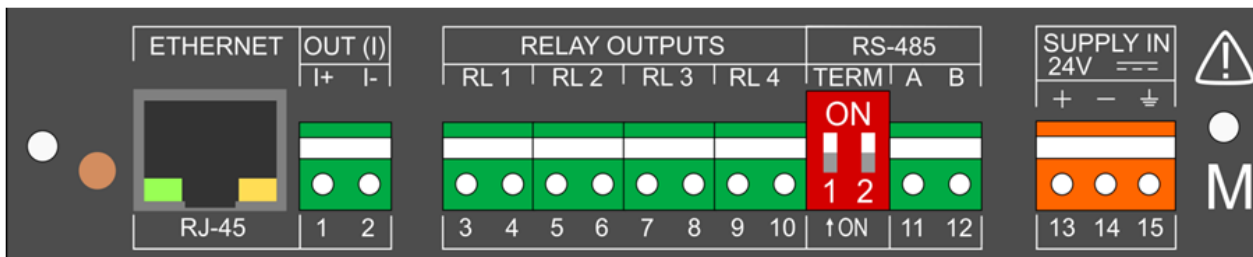 ETHERNET OUT (I) RELAY OUTPUTS RS-485 SUPPLY IN
24V
I+ I- RL 1 RL 2 RL 3 RL 4 TERM A B
+ −
ON
1 2
M
RJ-45 1 2 3 4 5 6 7 8 9 10 ↑ON 11 12 13 14 15